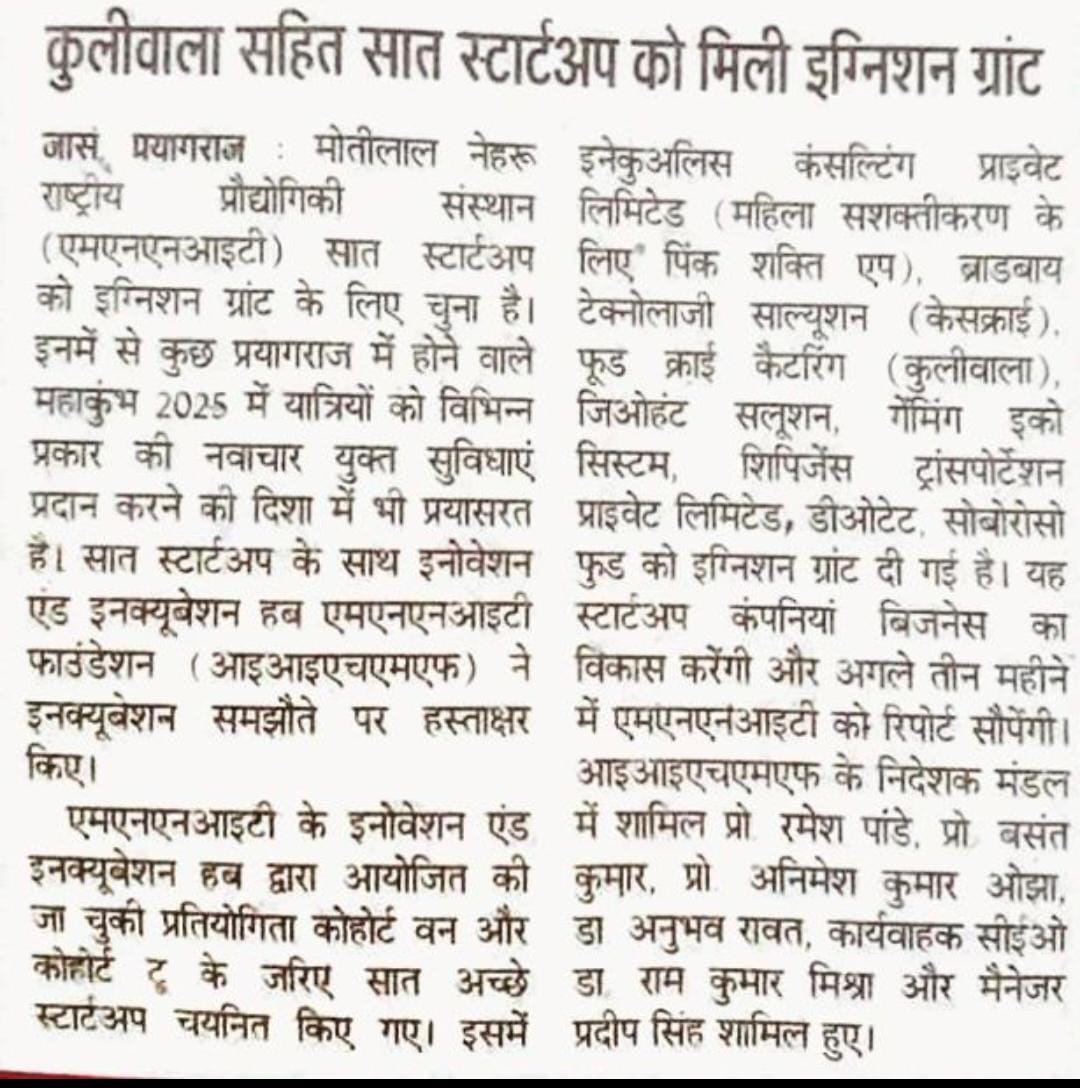 कुलीवाला सहित सात स्टार्टअप को मिली इग्निशन ग्रांट
जासं, प्रयागराज : मोतीलाल नेहरू
राष्ट्रीय प्रौद्योगिकी संस्थान
(एमएनएनआइटी) सात स्टार्टअप
को इग्निशन ग्रांट के लिए चुना है।
इनमें से कुछ प्रयागराज में होने वाले
महाकुंभ 2025 में यात्रियों को विभिन्न
प्रकार की नवाचार युक्त सुविधाएं
प्रदान करने की दिशा में भी प्रयासरत
है। सात स्टार्टअप के साथ इनोवेशन
एंड इनक्यूबेशन हब एमएनएनआइटी
फाउंडेशन (आइआइएचएमएफ) ने
इनक्यूबेशन समझौते पर हस्ताक्षर
किए।
एमएनएनआइटी के इनोवेशन एंड
इनक्यूबेशन हब द्वारा आयोजित की
जा चुकी प्रतियोगिता कोहोर्ट वन और
कोहोर्ट टू के जरिए सात अच्छे
स्टार्टअप चयनित किए गए। इसमें
इनेकुअलिस कंसल्टिंग प्राइवेट
लिमिटेड (महिला सशक्तीकरण के
लिए पिंक शक्ति एप), ब्राडबाय
टेक्नोलाजी साल्यूशन (केसक्राई),
फूड क्राई कैटरिंग (कुलीवाला),
जिओहंट सलूशन, गेमिंग इको
सिस्टम, शिपिजेंस ट्रांसपोर्टेशन
प्राइवेट लिमिटेड, डीओटेट, सोबोरोसो
फुड को इग्निशन ग्रांट दी गई है। यह
स्टार्टअप कंपनियां बिजनेस का
विकास करेंगी और अगले तीन महीने
में एमएनएनआइटी को रिपोर्ट सौपेंगी।
आइआइएचएमएफ के निदेशक मंडल
में शामिल प्रो. रमेश पांडे, प्रो. बसंत
कुमार, प्रो. अनिमेश कुमार ओझा,
डा अनुभव रावत, कार्यवाहक सीईओ
डा. राम कुमार मिश्रा और मैनेजर
प्रदीप सिंह शामिल हुए।